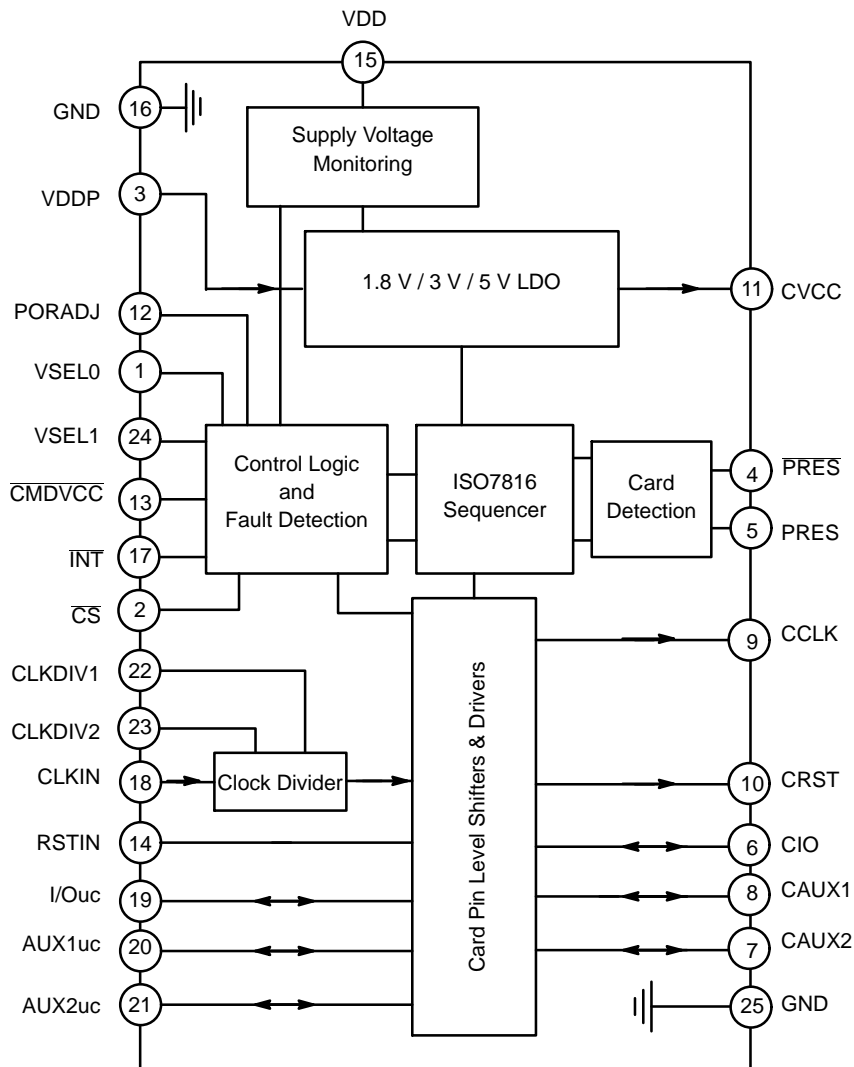 VDD
15
GND
16
Supply Voltage
Monitoring
VDDP
3
1.8 V / 3 V / 5 V LDO
11
CVCC
PORADJ
12
VSEL0
1
VSEL1
24
CMDVCC
13
INT
17
CS
2
Control Logic
and
Fault Detection
ISO7816
Sequencer
Card
Detection
4
PRES
5
PRES
CLKDIV1
22
CLKDIV2
23
CLKIN
18
Clock Divider
RSTIN
14
I/Ouc
19
AUX1uc
20
AUX2uc
21
Card Pin Level Shifters & Drivers
9
CCLK
10
CRST
6
CIO
8
CAUX1
7
CAUX2
25
GND